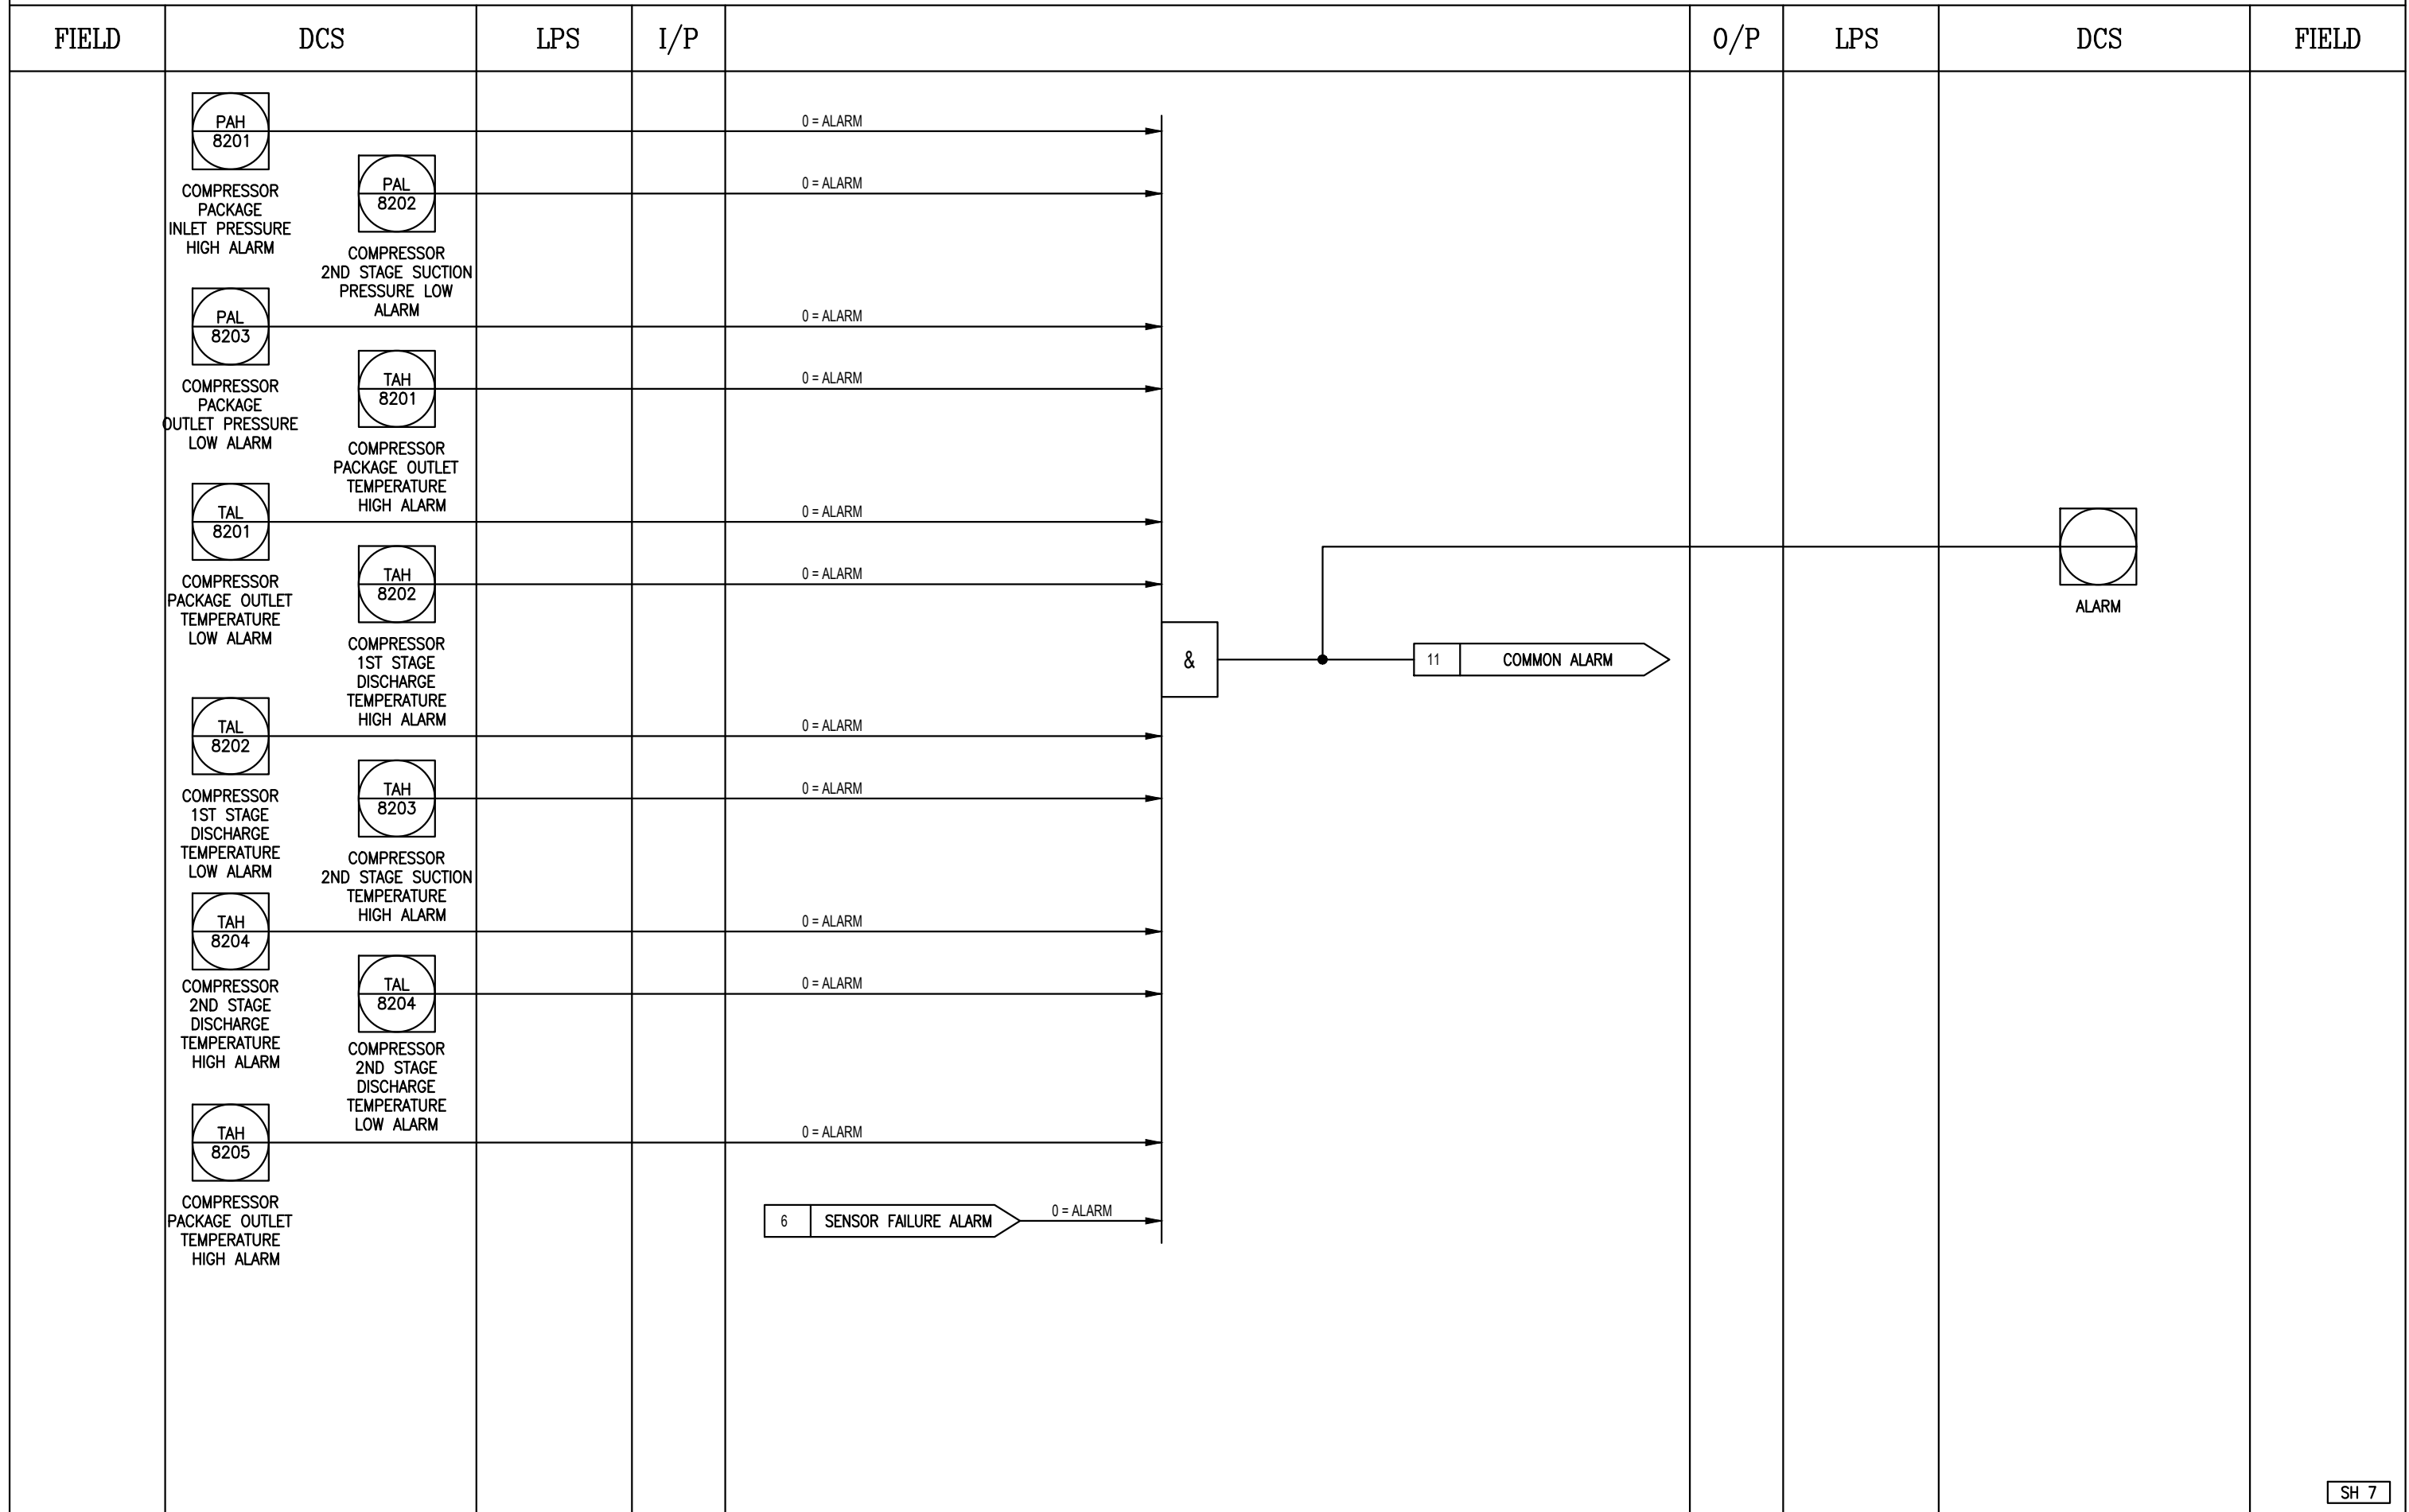 FIELD
DCS
LPS
I/P
O/P
LPS
DCS
FIELD
PAH
8201
COMPRESSOR
PACKAGE
INLET PRESSURE
HIGH ALARM
0 = ALARM
PAL
8202
COMPRESSOR
2ND STAGE SUCTION
PRESSURE LOW
ALARM
0 = ALARM
PAL
8203
COMPRESSOR
PACKAGE
OUTLET PRESSURE
LOW ALARM
0 = ALARM
TAH
8201
COMPRESSOR
PACKAGE OUTLET
TEMPERATURE
HIGH ALARM
0 = ALARM
TAL
8201
COMPRESSOR
PACKAGE OUTLET
TEMPERATURE
LOW ALARM
0 = ALARM
TAH
8202
COMPRESSOR
1ST STAGE
DISCHARGE
TEMPERATURE
HIGH ALARM
0 = ALARM
TAL
8202
COMPRESSOR
1ST STAGE
DISCHARGE
TEMPERATURE
LOW ALARM
0 = ALARM
TAH
8203
COMPRESSOR
2ND STAGE SUCTION
TEMPERATURE
HIGH ALARM
0 = ALARM
TAH
8204
COMPRESSOR
2ND STAGE
DISCHARGE
TEMPERATURE
HIGH ALARM
0 = ALARM
TAL
8204
COMPRESSOR
2ND STAGE
DISCHARGE
TEMPERATURE
LOW ALARM
0 = ALARM
TAH
8205
COMPRESSOR
PACKAGE OUTLET
TEMPERATURE
HIGH ALARM
0 = ALARM
6 SENSOR FAILURE ALARM
0 = ALARM
&
11 COMMON ALARM
ALARM
SH 7